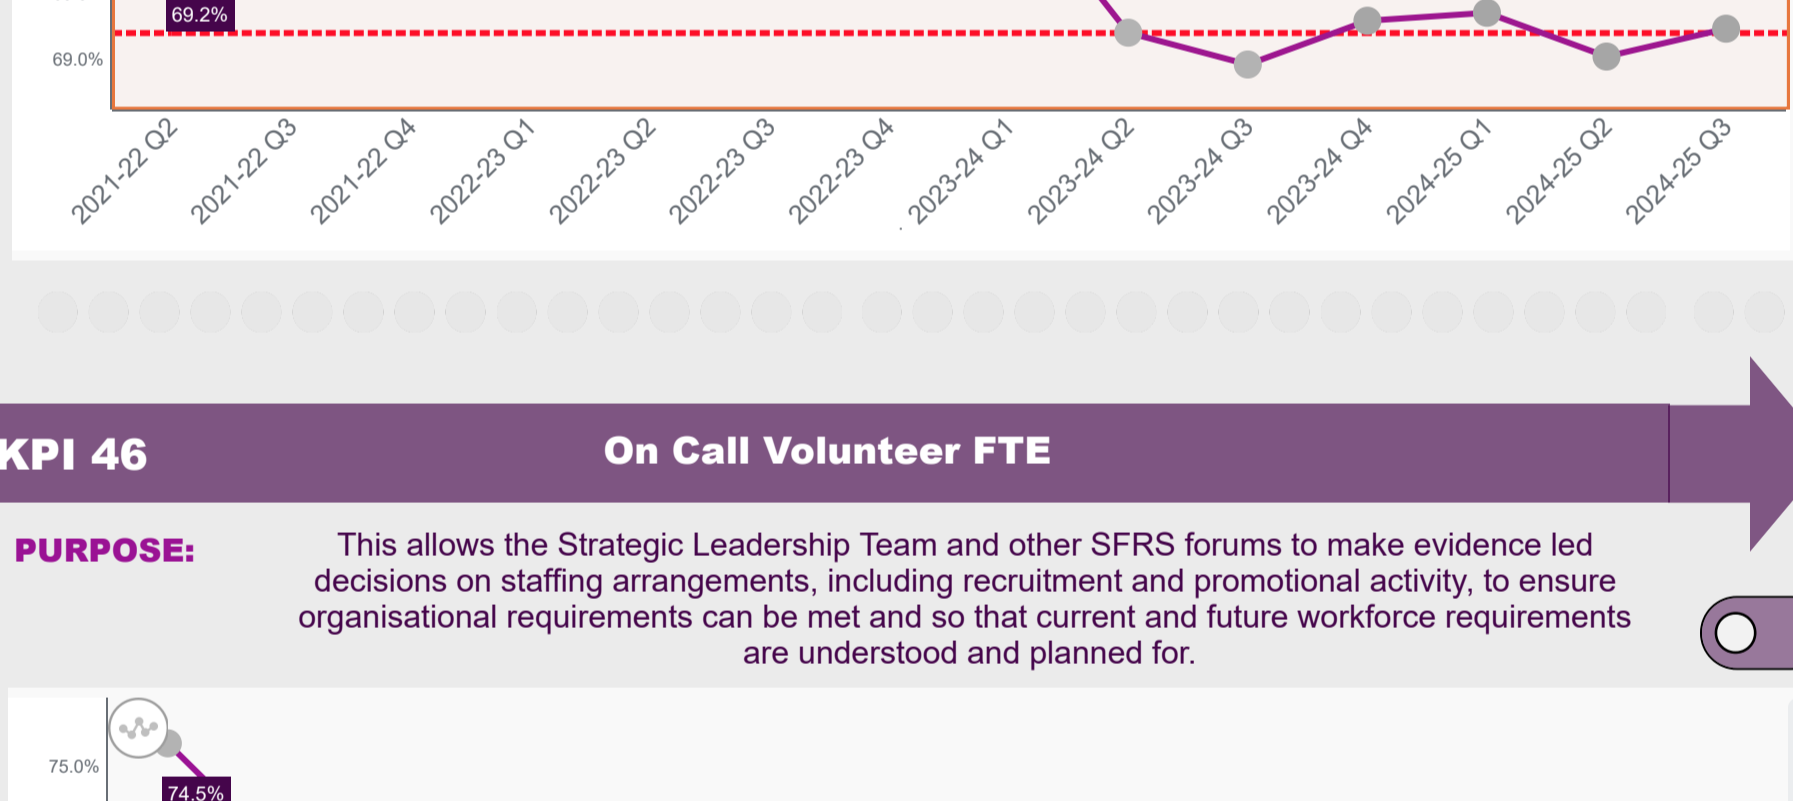 69.2%
69.0%
2021-22 Q2
2021-22 Q3
2021-22 Q4
2022-23 Q1
2022-23 Q2
2022-23 Q3
2022-23 Q4
2023-24 Q1
2023-24 Q2
2023-24 Q3
2023-24 Q4
2024-25 Q1
2024-25 Q2
2024-25 Q3
KPI 46
On Call Volunteer FTE
PURPOSE:
This allows the Strategic Leadership Team and other SFRS forums to make evidence led
decisions on staffing arrangements, including recruitment and promotional activity, to ensure
organisational requirements can be met and so that current and future workforce requirements
are understood and planned for.
75.0%
74.5%